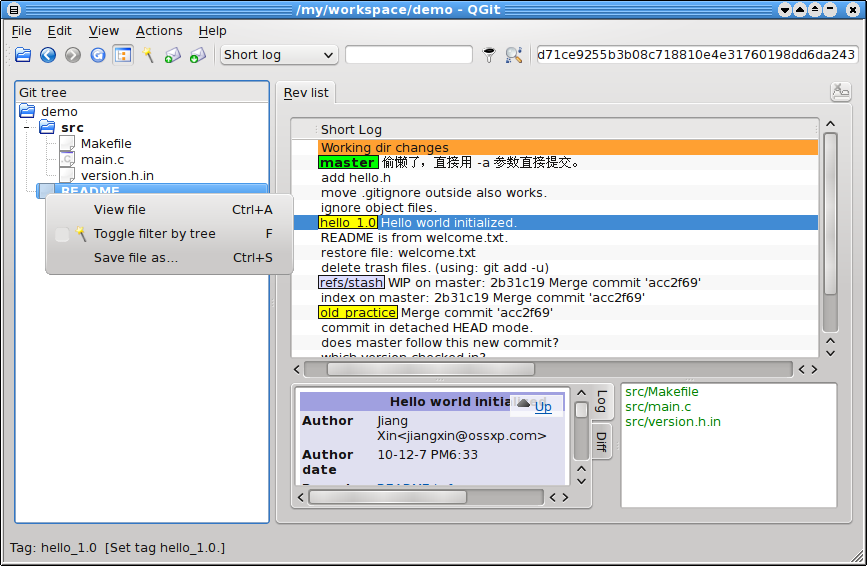 /my/workspace/demo - QGit
File Edit View Actions Help
Short log
d71ce9255b3b08c718810e4e31760198dd6da243
Git tree
demo
src
Makefile
main.c
version.h.in
README
View file Ctrl+A
Toggle filter by tree F
Save file as... Ctrl+S
Rev list
Short Log
Working dir changes
master 偷懒了，直接用 -a 参数直接提交。
add hello.h
move .gitignore outside also works.
ignore object files.
hello_1.0 Hello world initialized.
README is from welcome.txt.
restore file: welcome.txt
delete trash files. (using: git add -u)
refs/stash WIP on master: 2b31c19 Merge commit 'acc2f69'
index on master: 2b31c19 Merge commit 'acc2f69'
old_practice Merge commit 'acc2f69'
commit in detached HEAD mode.
does master follow this new commit?
which version checked in?
Hello world initialized.
Up
Author Jiang Xin<jiangxin@ossxp.com>
Author date 10-12-7 PM6:33
Log
Diff
src/Makefile
src/main.c
src/version.h.in
Tag: hello_1.0 [Set tag hello_1.0.]